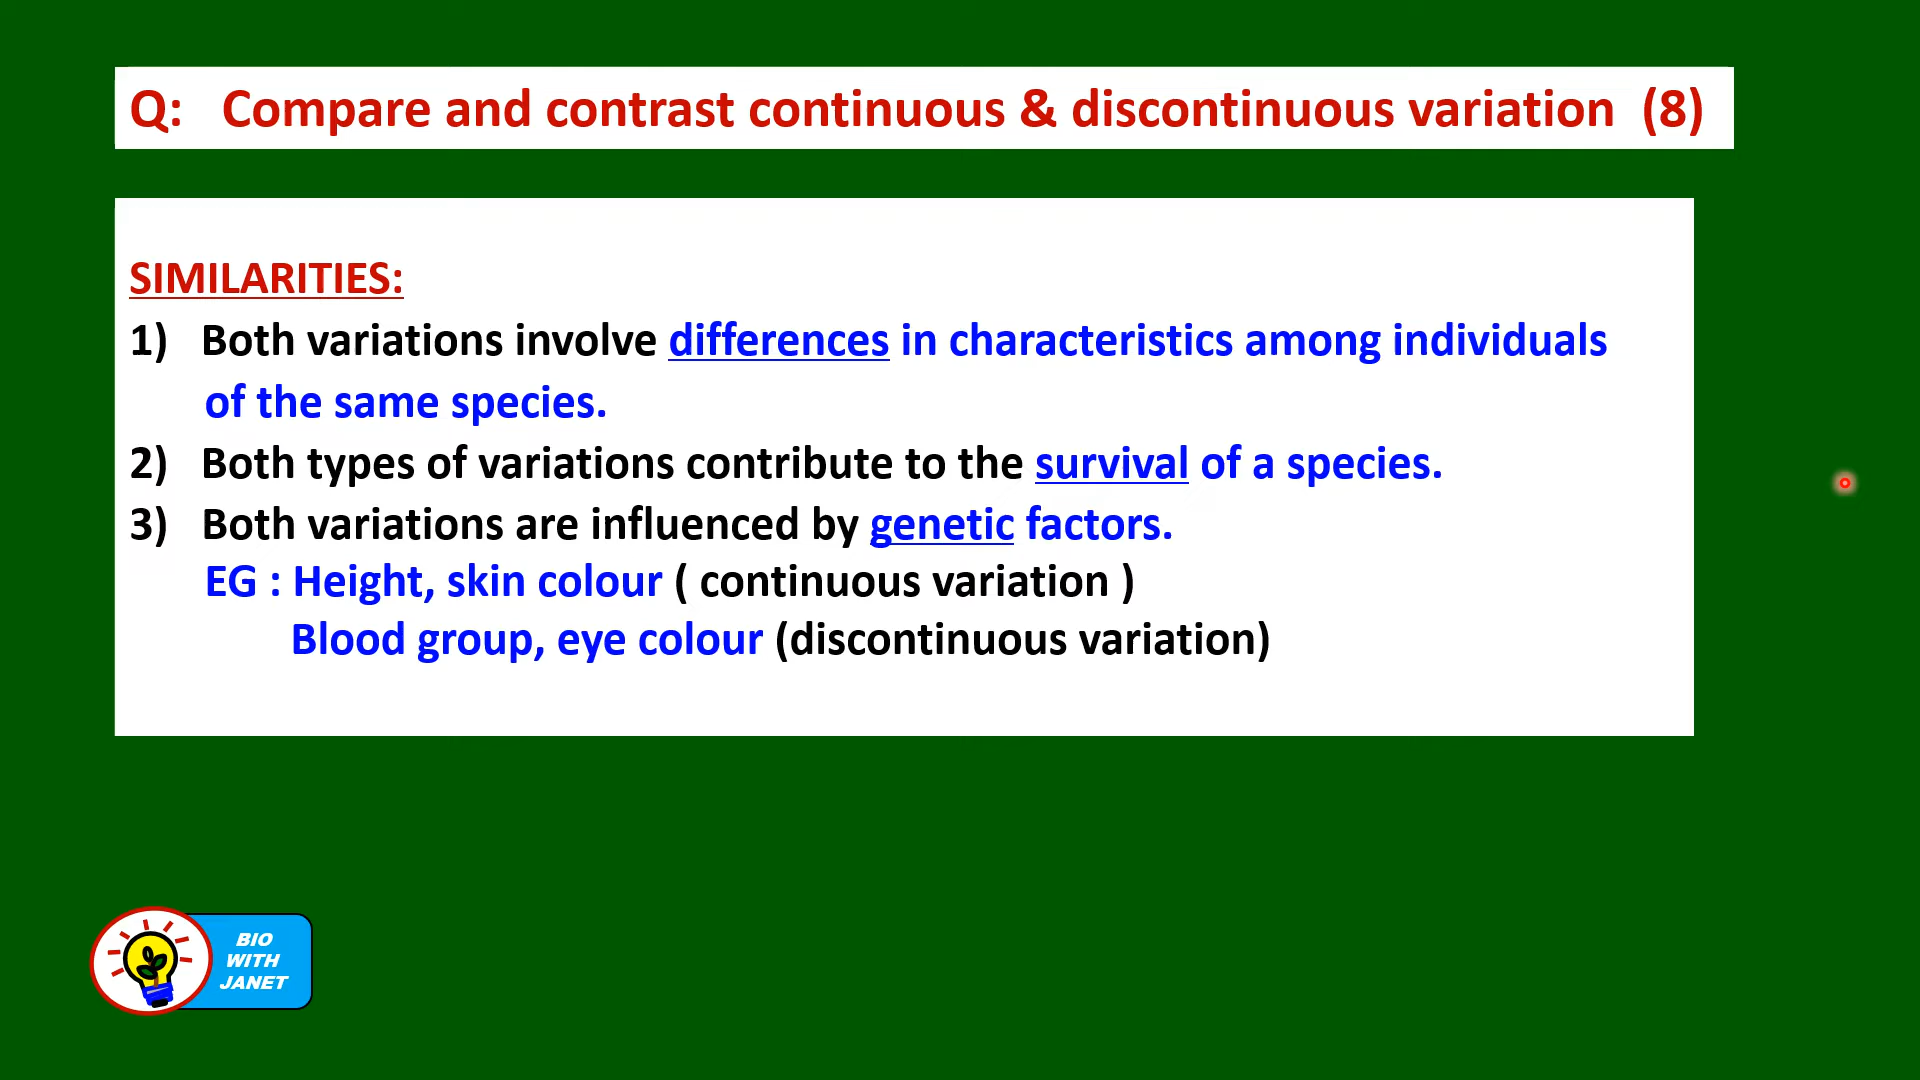 Q: Compare and contrast continuous & discontinuous variation (8)
SIMILARITIES:
1) Both variations involve differences in characteristics among individuals
of the same species.
2) Both types of variations contribute to the survival of a species.
3) Both variations are influenced by genetic factors.
EG : Height, skin colour ( continuous variation )
Blood group, eye colour (discontinuous variation)
BIO
WITH
JANET